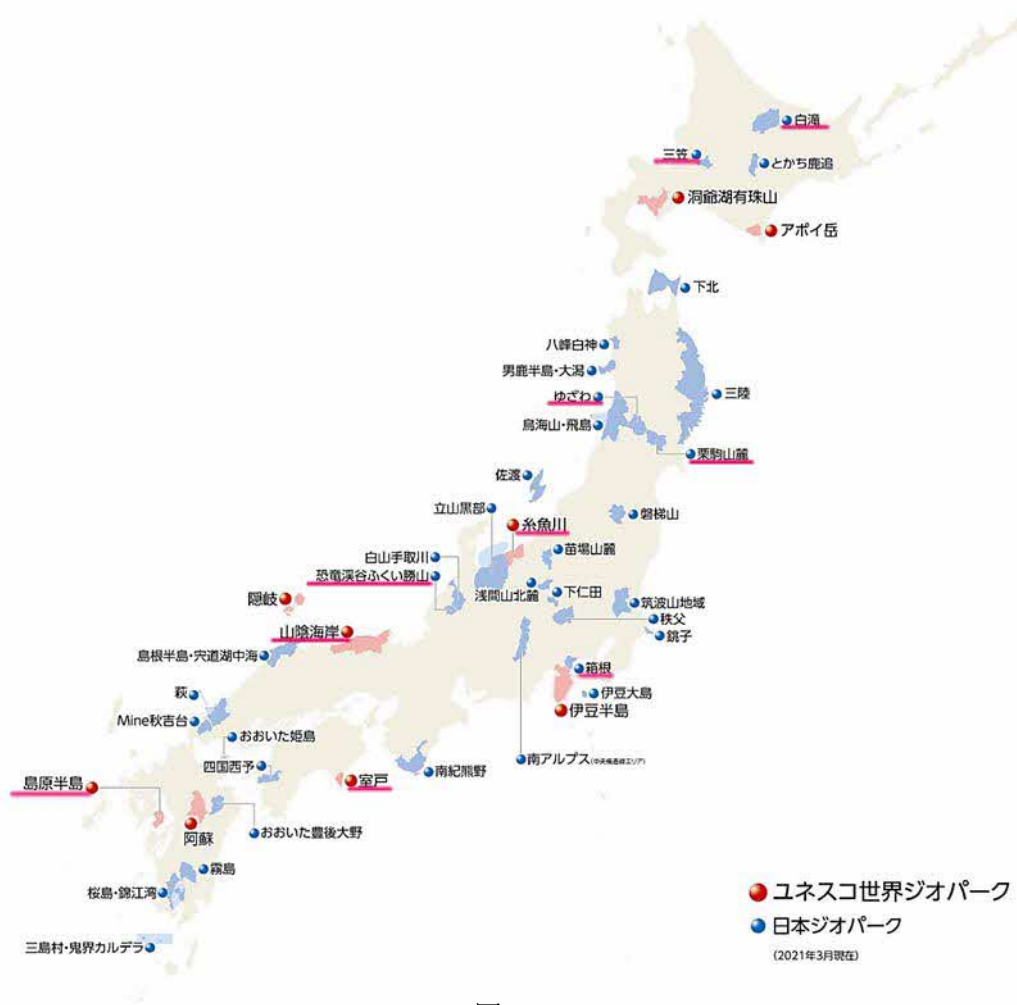 白滝
三笠
とかち鹿追
洞爺湖有珠山
アポイ岳
下北
八峰白神
男鹿半島・大潟
三陸
ゆざわ
鳥海山・飛島
栗駒山麓
佐渡
立山黒部
磐梯山
糸魚川
苗場山麓
白山手取川
恐竜渓谷ふくい勝山
浅間山北麓
下仁田
隠岐
筑波山地域
秩父
山陰海岸
銚子
島根半島・宍道湖中海
箱根
萩
伊豆大島
伊豆半島
Mine秋吉台
おおいた姫島
南アルプス(中央構造線エリア)
四国西予
南紀熊野
室戸
島原半島
おおいた豊後大野
阿蘇
霧島
桜島・錦江湾
三島村・鬼界カルデラ
ユネスコ世界ジオパーク
日本ジオパーク
(2021年3月現在)